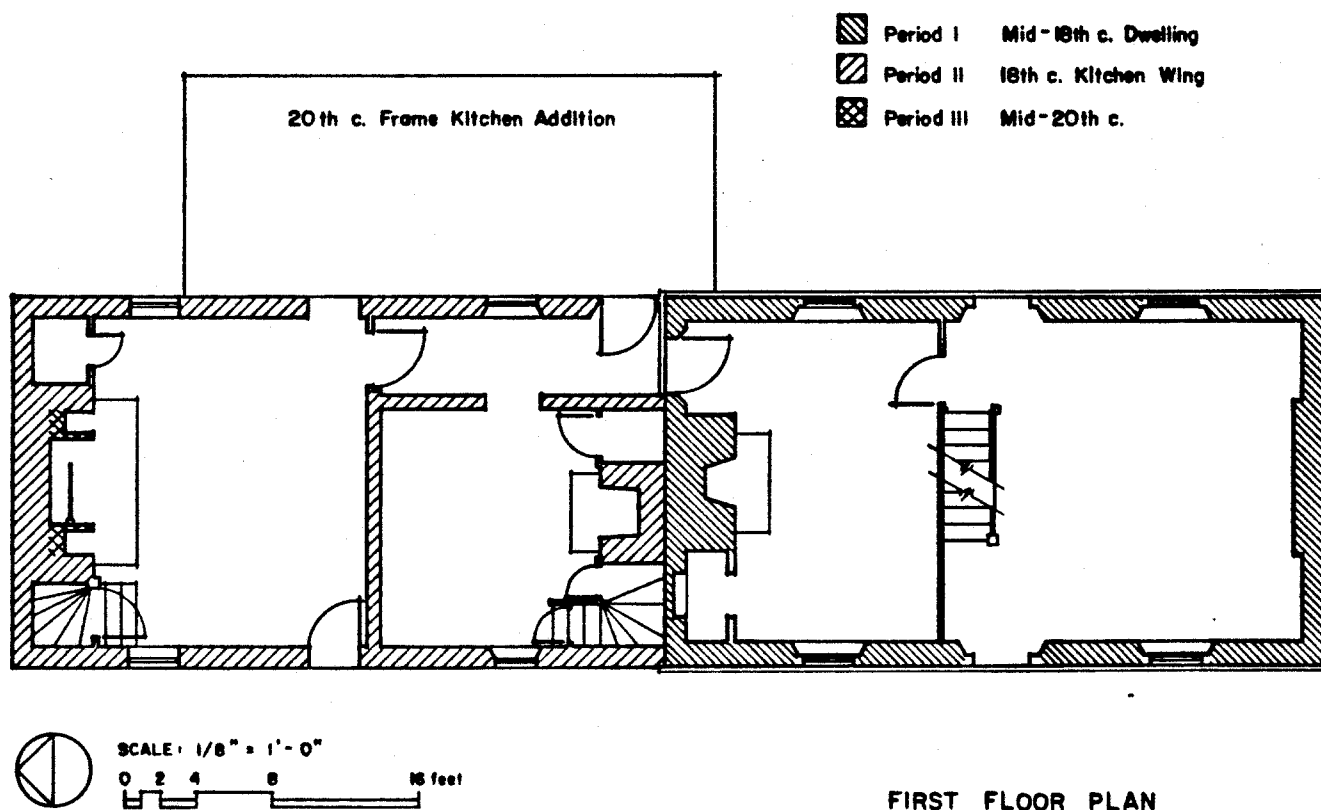 Period I Mid-18th c. Dwelling
Period II 18th c. Kitchen Wing
Period III Mid-20th c.
20th c. Frame Kitchen Addition
SCALE: 1/8" = 1'-0"
0 2 4 8 16 feet
FIRST FLOOR PLAN